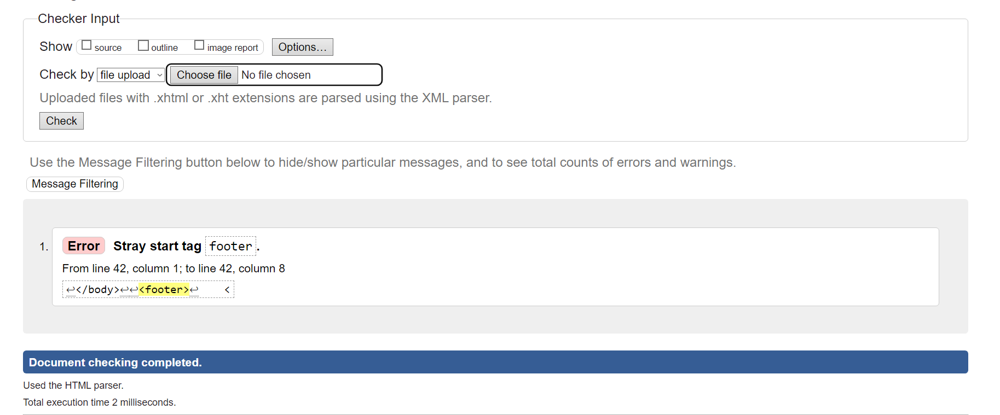 Checker Input
Show source outline image report Options...
Check by file upload Choose file No file chosen
Uploaded files with .xhtml or .xht extensions are parsed using the XML parser.
Check
Use the Message Filtering button below to hide/show particular messages, and to see total counts of errors and warnings.
Message Filtering
1. Error Stray start tag footer.
From line 42, column 1; to line 42, column 8
↩</body>↩↩<footer>↩    <
Document checking completed.
Used the HTML parser.
Total execution time 2 milliseconds.